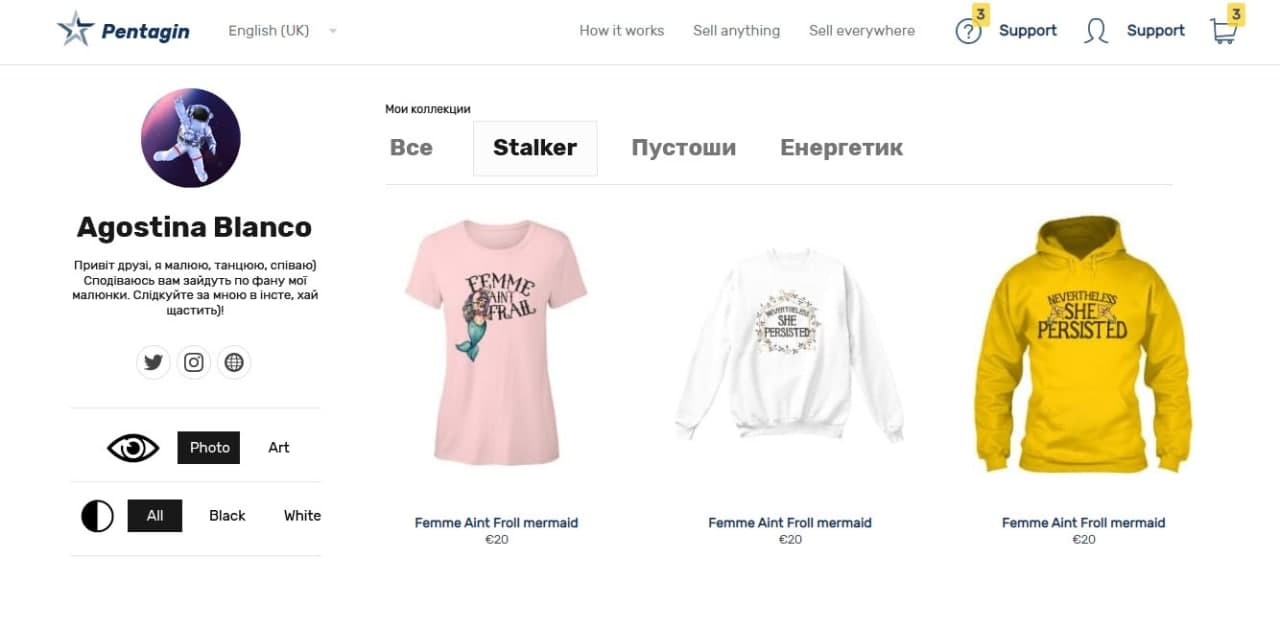 Pentagin
English (UK)
How it works
Sell anything
Sell everywhere
3
Support
Support
3
Agostina Blanco
Привіт друзі, я малюю, танцюю, співаю)
Сподіваюсь вам зайдуть по фану мої
малюнки. Слідкуйте за мною в інсте, хай
щастить)!
Photo
Art
All
Black
White
Мои коллекции
Все
Stalker
Пустоши
Енергетик
FEMME
AINT
FRAIL
NEVERTHELESS
SHE
PERSISTED
NEVERTHELESS
SHE
PERSISTED
Femme Aint Froll mermaid
€20
Femme Aint Froll mermaid
€20
Femme Aint Froll mermaid
€20